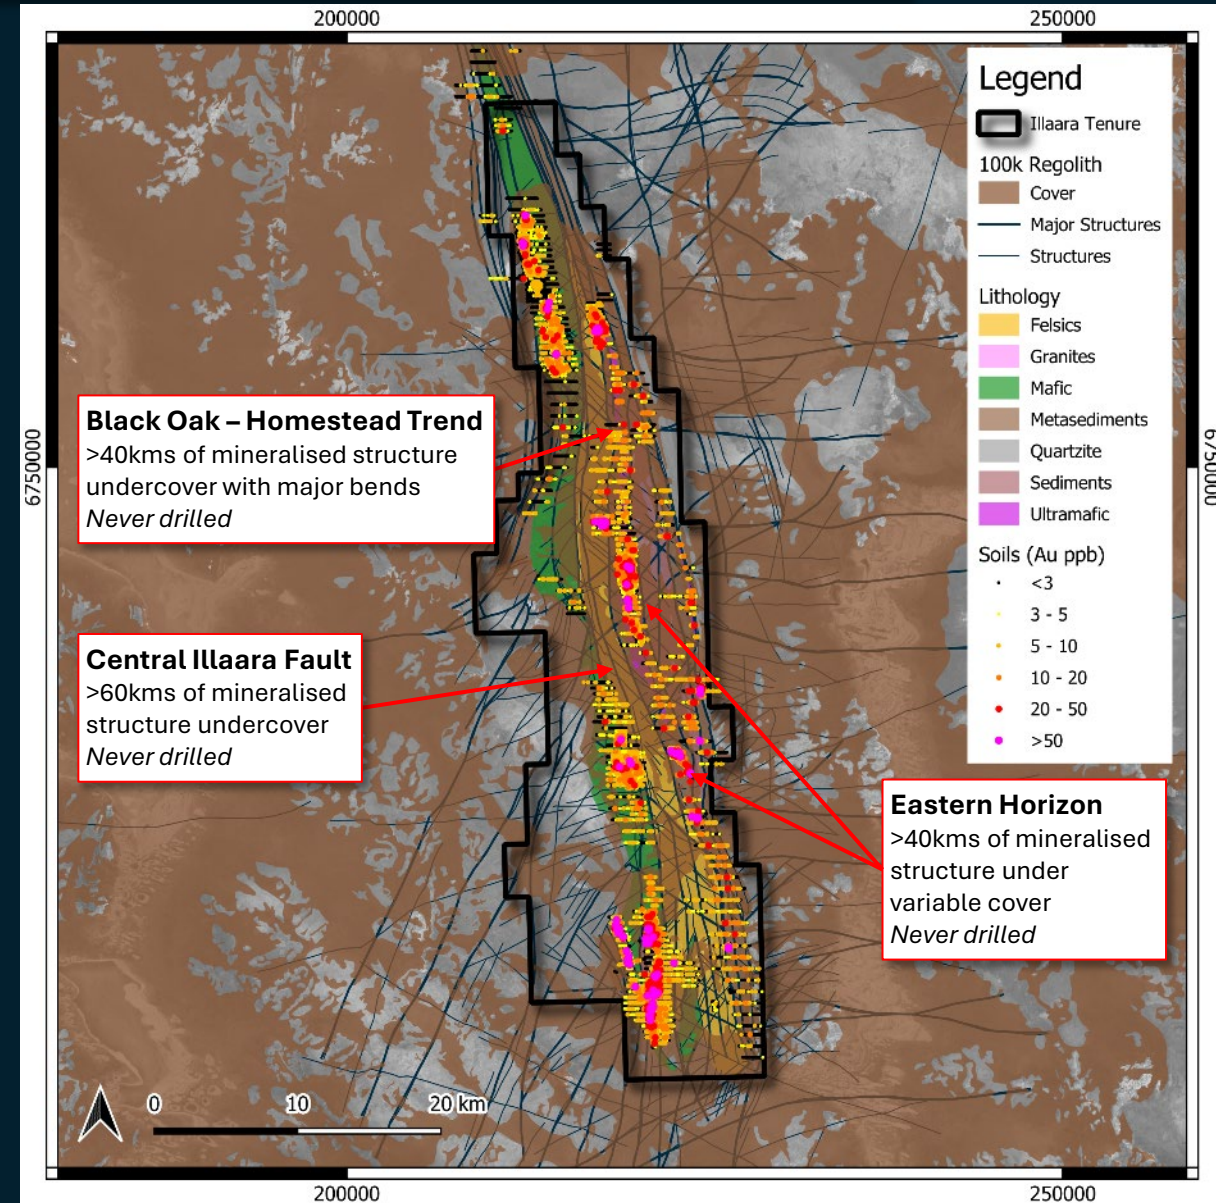 200000
250000
Legend
Illaara Tenure
100k Regolith
Cover
Major Structures
Structures
Lithology
Felsics
Granites
Mafic
Metasediments
Quartzite
Sediments
Ultramafic
Soils (Au ppb)
<3
3 - 5
5 - 10
10 - 20
20 - 50
>50
6750000
6750000
Black Oak – Homestead Trend
>40kms of mineralised structure
undercover with major bends
Never drilled
Central Illaara Fault
>60kms of mineralised
structure undercover
Never drilled
Eastern Horizon
>40kms of mineralised
structure under
variable cover
Never drilled
0
10
20 km
200000
250000